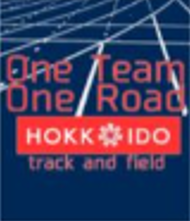 One Team
One Road
HOKKAIDO
track and field